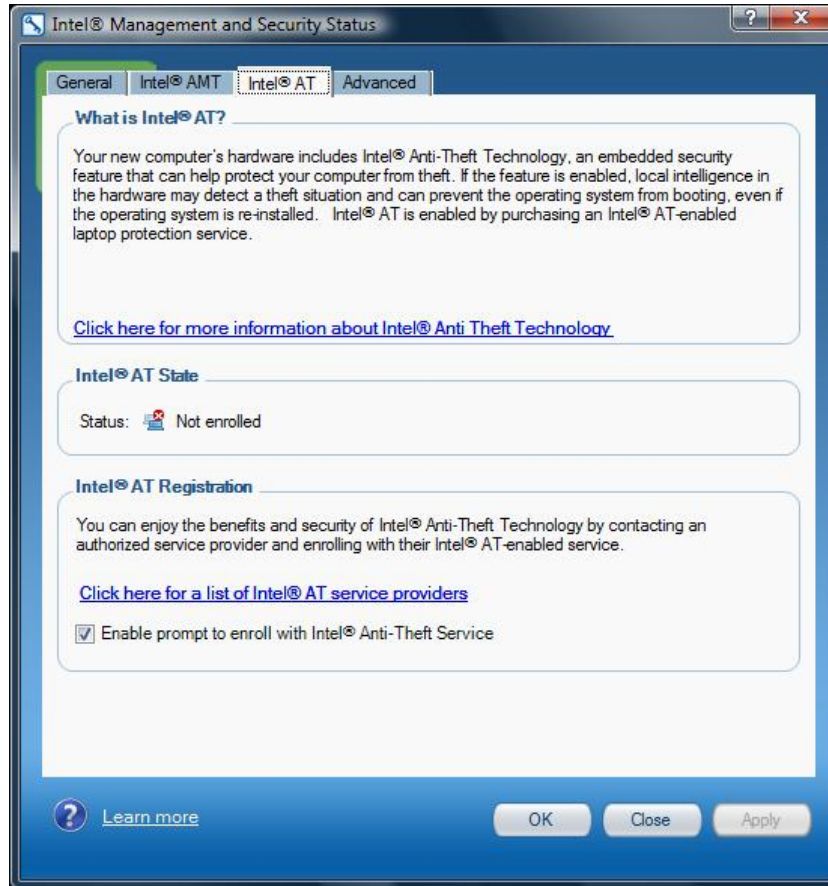 Intel® Management and Security Status
General
Intel® AMT
Intel® AT
Advanced
What is Intel® AT?
Your new computer's hardware includes Intel® Anti-Theft Technology, an embedded security
feature that can help protect your computer from theft. If the feature is enabled, local intelligence in
the hardware may detect a theft situation and can prevent the operating system from booting, even if
the operating system is re-installed. Intel® AT is enabled by purchasing an Intel® AT-enabled
laptop protection service.
Click here for more information about Intel® Anti Theft Technology
Intel® AT State
Status: Not enrolled
Intel® AT Registration
You can enjoy the benefits and security of Intel® Anti-Theft Technology by contacting an
authorized service provider and enrolling with their Intel® AT-enabled service.
Click here for a list of Intel® AT service providers
Enable prompt to enroll with Intel® Anti-Theft Service
? Learn more
OK
Close
Apply